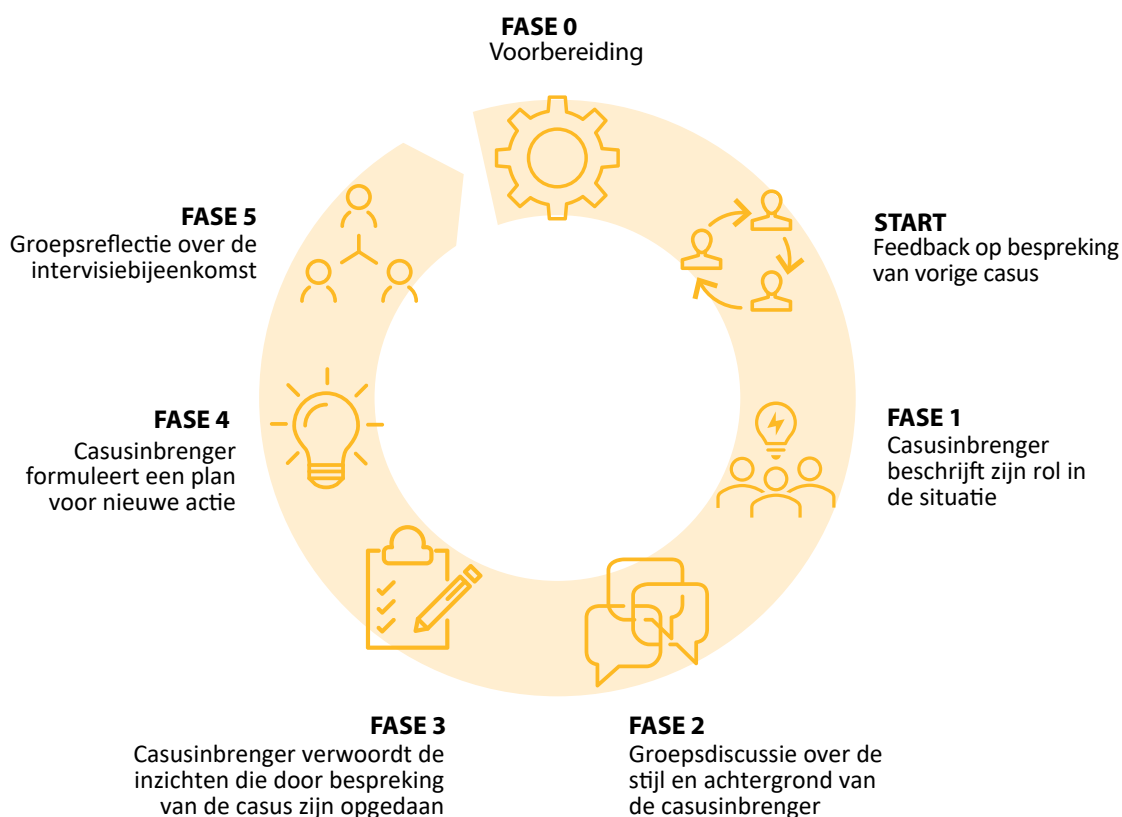 FASE 0
Voorbereiding
START
Feedback op bespreking
van vorige casus
FASE 1
Casusinbrenger
beschrijft zijn rol in
de situatie
FASE 2
Groepsdiscussie over de
stijl en achtergrond van
de casusinbrenger
FASE 3
Casusinbrenger verwoordt de
inzichten die door bespreking
van de casus zijn opgedaan
FASE 4
Casusinbrenger
formuleert een plan
voor nieuwe actie
FASE 5
Groepsreflectie over de
intervisiebijeenkomst